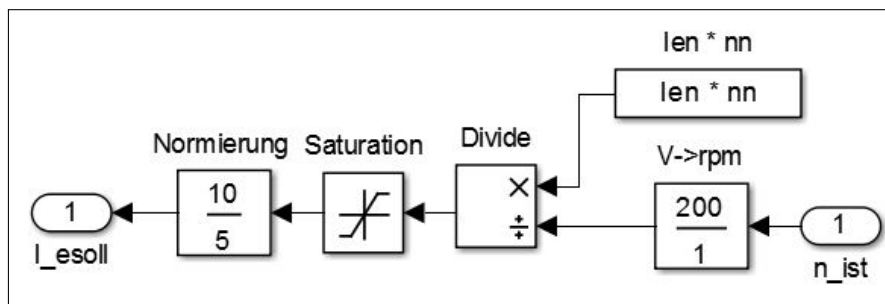 Ien * nn
Ien * nn
Normierung
Saturation
Divide
V->rpm
10
5
×
÷
200
1
1
I_esoll
1
n_ist